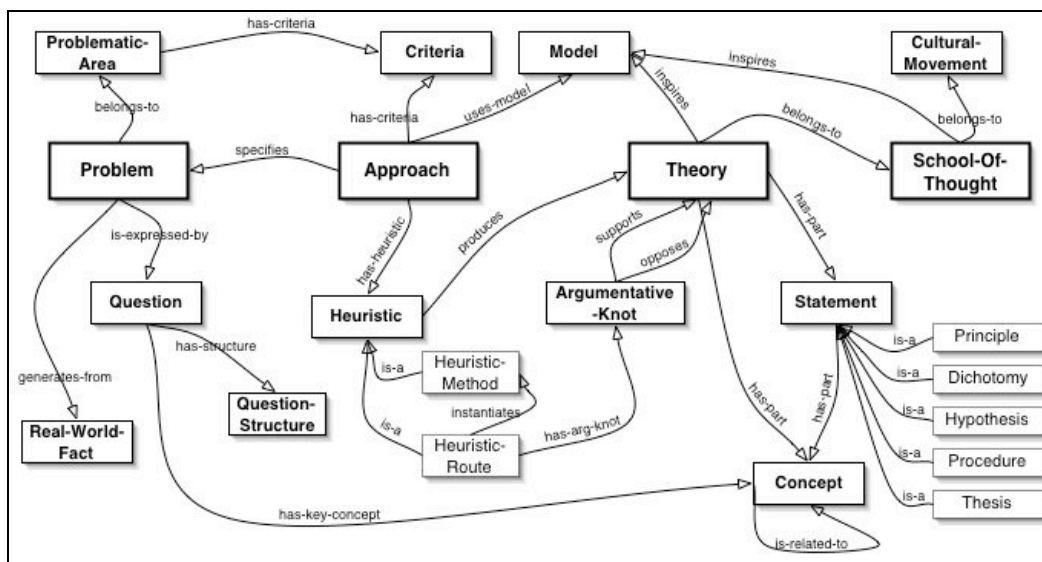 has-criteria
Problematic-
Area
Criteria
Model
Cultural-
Movement
inspires
inspires
belongs-to
has-criteria
uses-model
belongs-to
belongs-to
specifies
Problem
Approach
Theory
School-Of-
Thought
is-expressed-by
has-heuristic
produces
supports
opposes
has-part
Question
Heuristic
Argumentative
-Knot
Statement
has-structure
is-a
Heuristic-
Method
is-a
Principle
generates-from
instantiates
is-a
Dichotomy
Real-World-
Fact
Question-
Structure
is-a
Heuristic-
Route
has-arg-knot
has-part
has-part
is-a
Hypothesis
is-a
Procedure
has-key-concept
Concept
is-a
Thesis
is-related-to